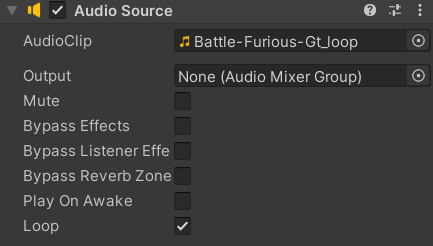 Audio Source
AudioClip Battle-Furious-Gt_loop
Output None (Audio Mixer Group)
Mute
Bypass Effects
Bypass Listener Effe
Bypass Reverb Zone
Play On Awake
Loop